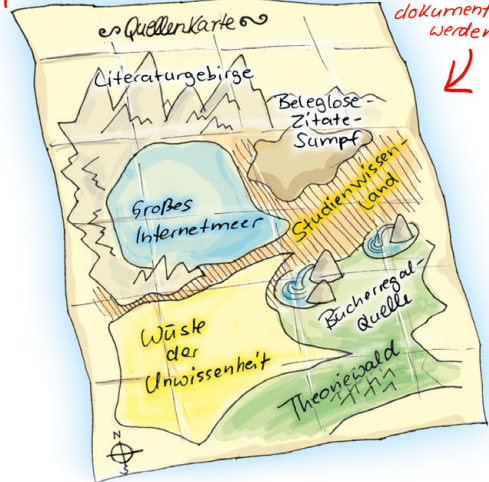 dokument
werden
Quellenkarte
Literaturgebirge
Beleglose-
Zitate-
Sumpf
Großes
Internetmeer
Studienwissen-
Land
Bücherregal-
Quelle
Wüste
der
Unwissenheit
Theoriewald
N
S